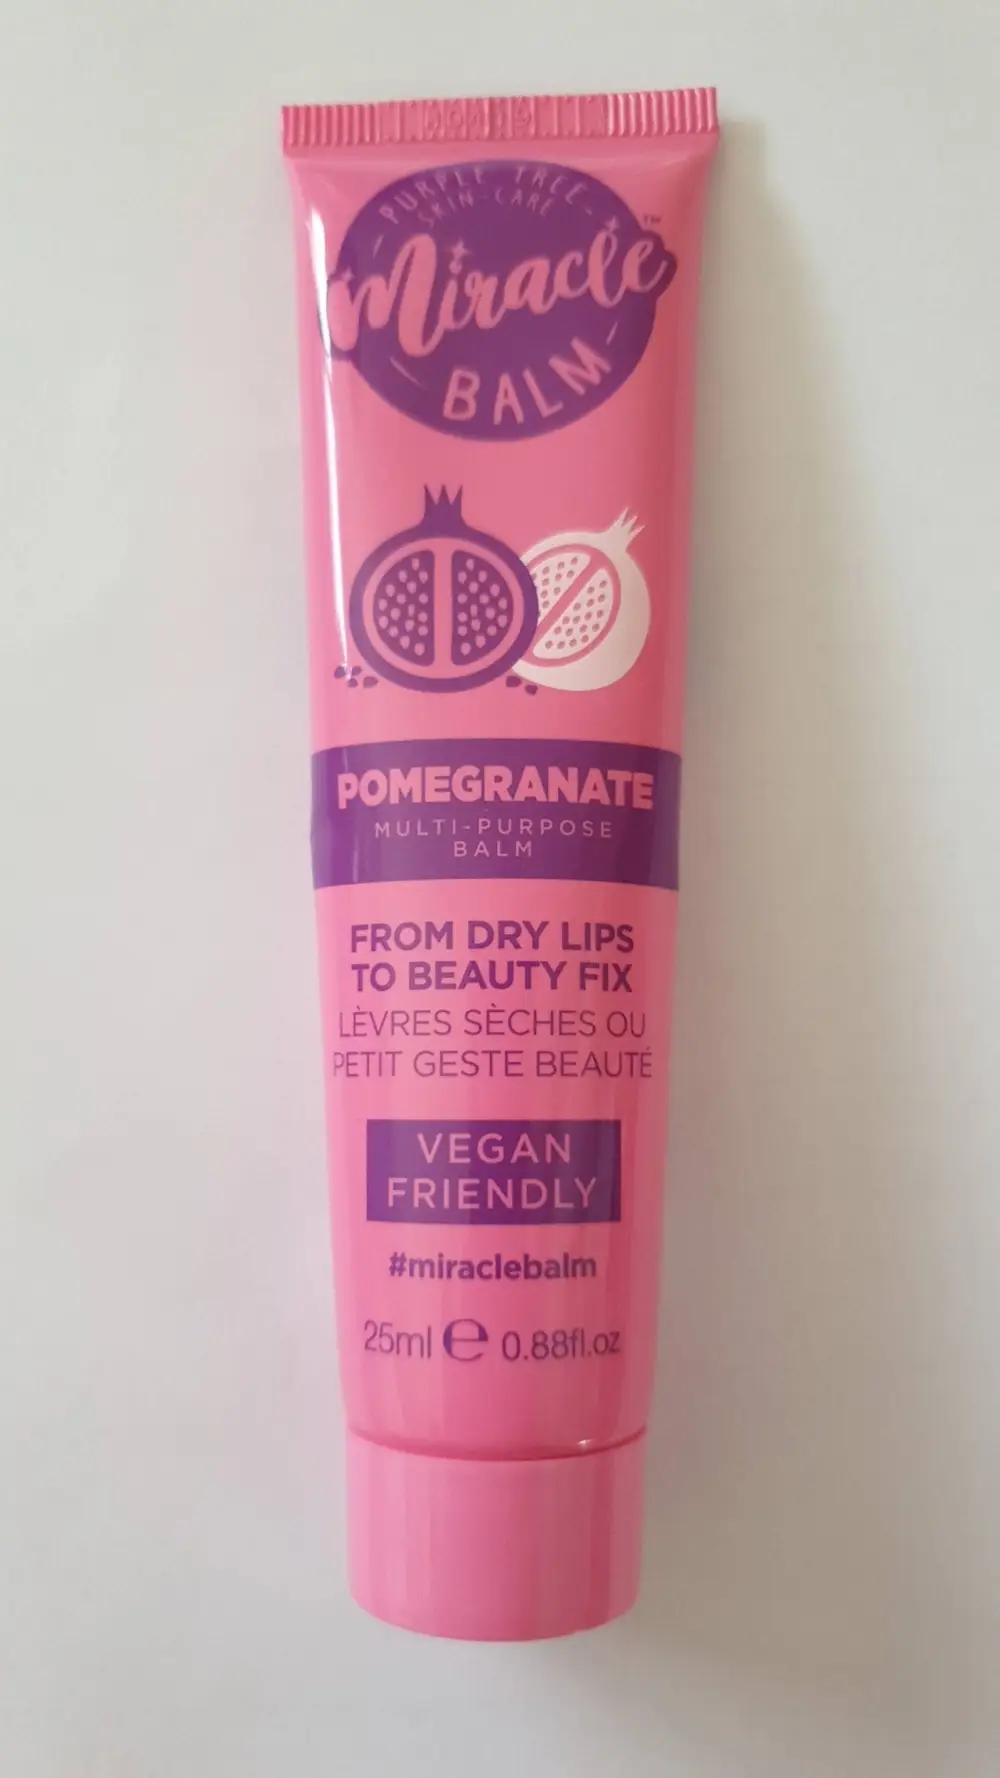 PURPLE TREE
SKIN-CARE
Miracle™
BALM
POMEGRANATE
MULTI-PURPOSE
BALM
FROM DRY LIPS
TO BEAUTY FIX
LÈVRES SÈCHES OU
PETIT GESTE BEAUTÉ
VEGAN
FRIENDLY
#miraclebalm
25ml e 0.88fl.oz